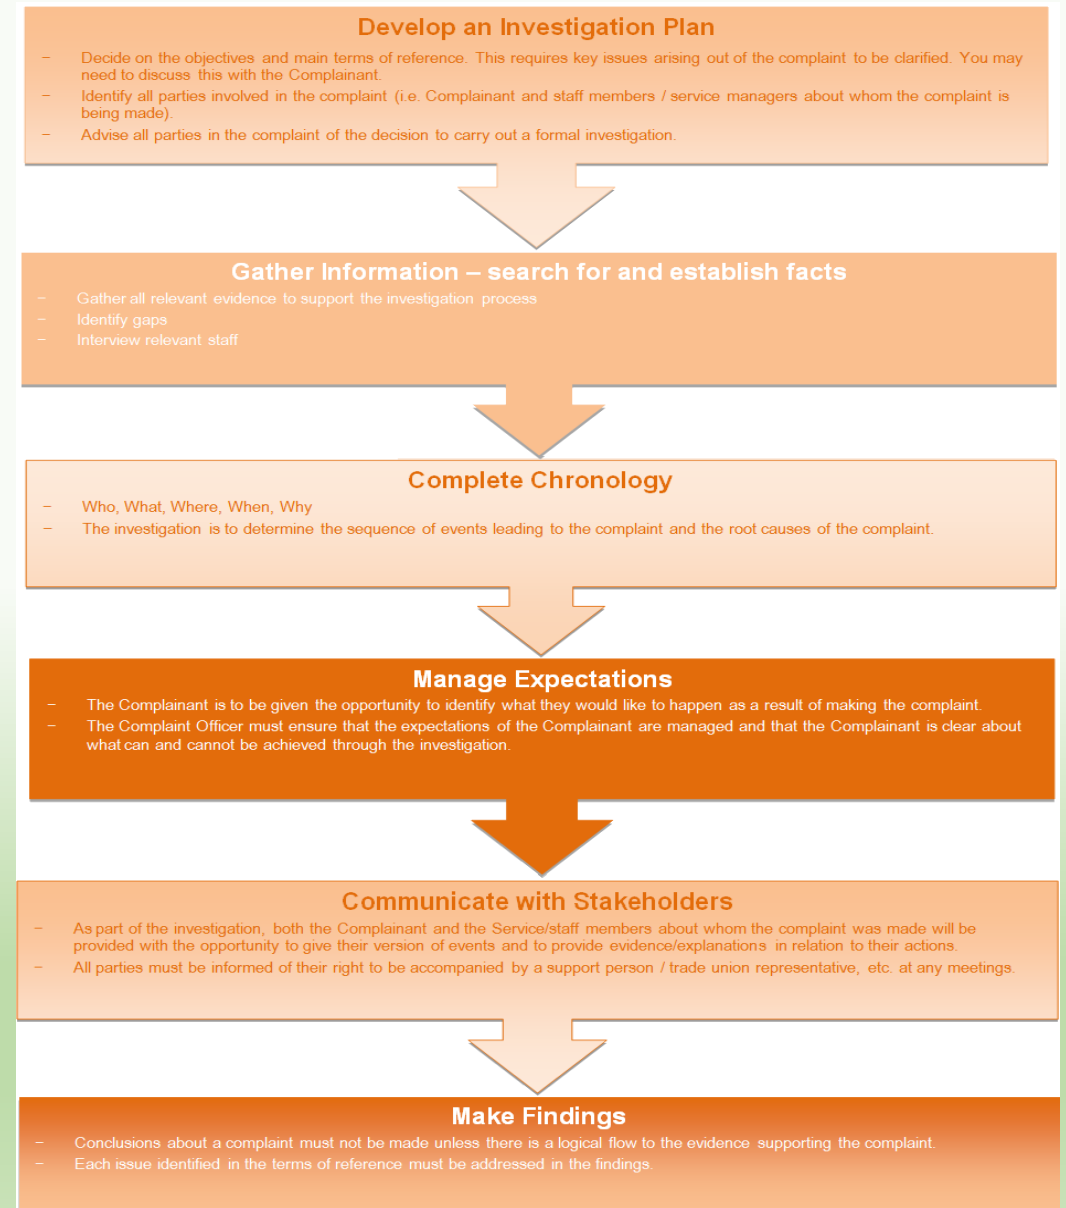 Develop an Investigation Plan
– Decide on the objectives and main terms of reference. This requires key issues arising out of the complaint to be clarified. You may
need to discuss this with the Complainant.
– Identify all parties involved in the complaint (i.e. Complainant and staff members / service managers about whom the complaint is
being made).
– Advise all parties in the complaint of the decision to carry out a formal investigation.
Gather Information – search for and establish facts
– Gather all relevant evidence to support the investigation process
– Identify gaps
– Interview relevant staff
Complete Chronology
– Who, What, Where, When, Why
– The investigation is to determine the sequence of events leading to the complaint and the root causes of the complaint.
Manage Expectations
– The Complainant is to be given the opportunity to identify what they would like to happen as a result of making the complaint.
– The Complaint Officer must ensure that the expectations of the Complainant are managed and that the Complainant is clear about
what can and cannot be achieved through the investigation.
Communicate with Stakeholders
– As part of the investigation, both the Complainant and the Service/staff members about whom the complaint was made will be
provided with the opportunity to give their version of events and to provide evidence/explanations in relation to their actions.
– All parties must be informed of their right to be accompanied by a support person / trade union representative, etc. at any meetings.
Make Findings
– Conclusions about a complaint must not be made unless there is a logical flow to the evidence supporting the complaint.
– Each issue identified in the terms of reference must be addressed in the findings.